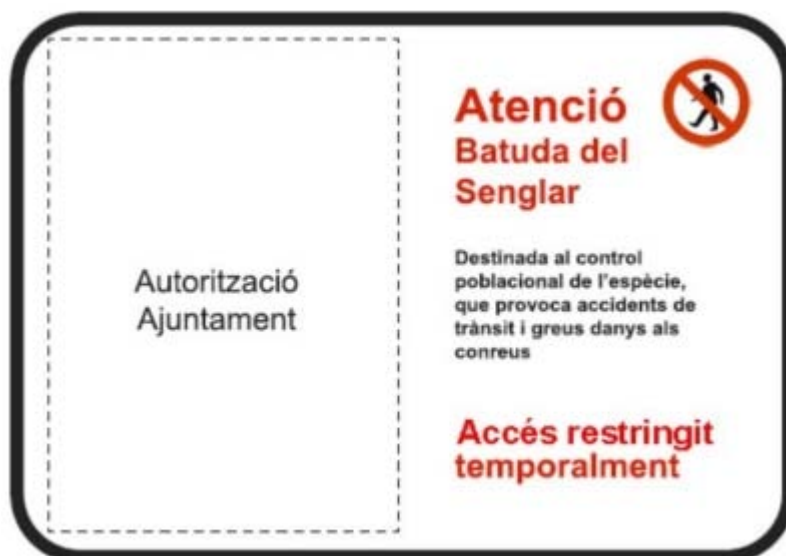 Autorització
Ajuntament
Atenció
Batuda del
Senglar
Destinada al control
poblacional de l'espècie,
que provoca accidents de
trànsit i greus danys als
conreus
Accés restringit
temporalment